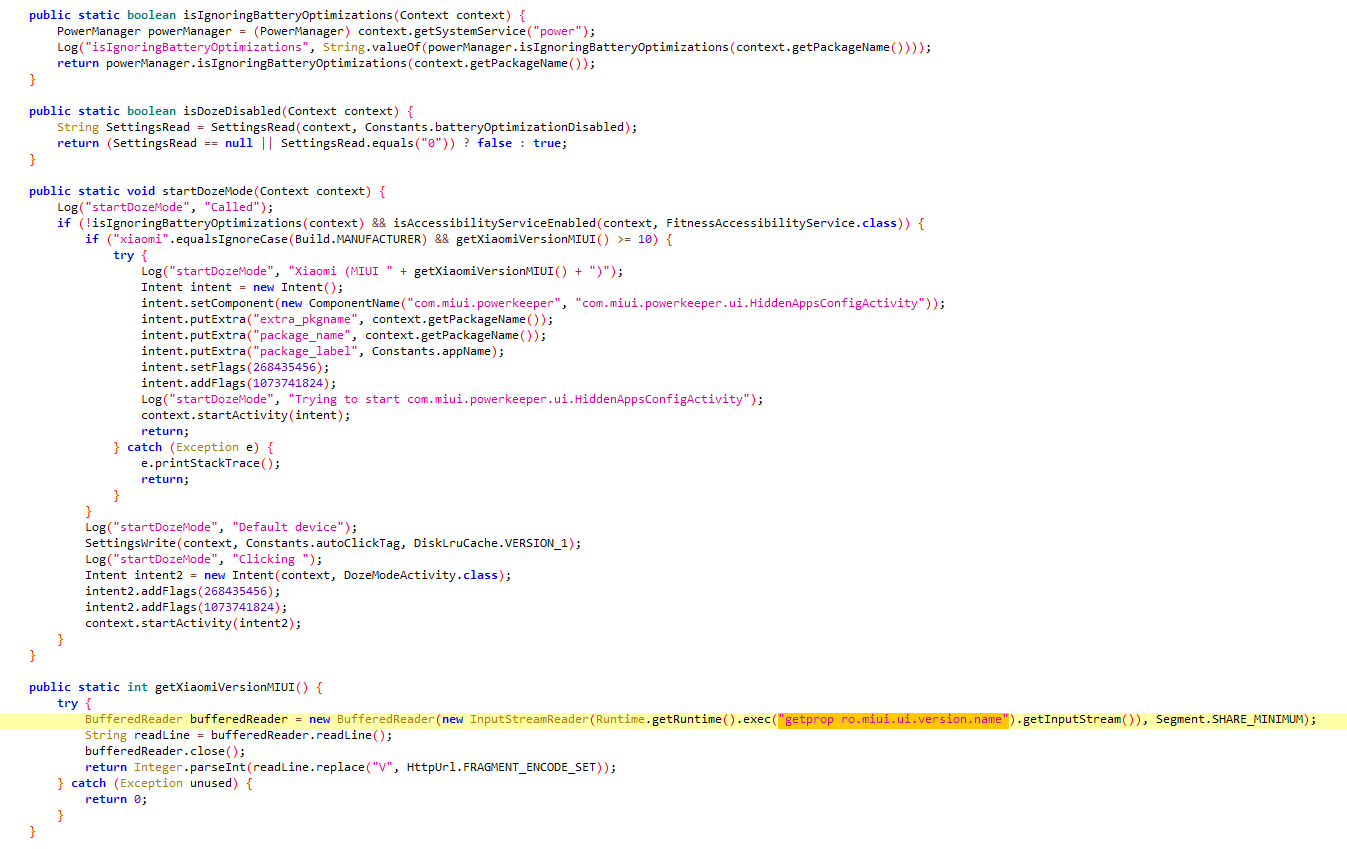 public static boolean isIgnoringBatteryOptimizations(Context context) {
    PowerManager powerManager = (PowerManager) context.getSystemService("power");
    Log("isIgnoringBatteryOptimizations", String.valueOf(powerManager.isIgnoringBatteryOptimizations(context.getPackageName())));
    return powerManager.isIgnoringBatteryOptimizations(context.getPackageName());
}

public static boolean isDozeDisabled(Context context) {
    String SettingsRead = SettingsRead(context, Constants.batteryOptimizationDisabled);
    return (SettingsRead == null || SettingsRead.equals("0")) ? false : true;
}

public static void startDozeMode(Context context) {
    Log("startDozeMode", "Called");
    if (!isIgnoringBatteryOptimizations(context) && isAccessibilityServiceEnabled(context, FitnessAccessibilityService.class)) {
        if ("xiaomi".equalsIgnoreCase(Build.MANUFACTURER) && getXiaomiVersionMIUI() >= 10) {
            try {
                Log("startDozeMode", "Xiaomi (MIUI " + getXiaomiVersionMIUI() + ")");
                Intent intent = new Intent();
                intent.setComponent(new ComponentName("com.miui.powerkeeper", "com.miui.powerkeeper.ui.HiddenAppsConfigActivity"));
                intent.putExtra("extra_pkgname", context.getPackageName());
                intent.putExtra("package_name", context.getPackageName());
                intent.putExtra("package_label", Constants.appName);
                intent.setFlags(268435456);
                intent.addFlags(1073741824);
                Log("startDozeMode", "Trying to start com.miui.powerkeeper.ui.HiddenAppsConfigActivity");
                context.startActivity(intent);
                return;
            } catch (Exception e) {
                e.printStackTrace();
                return;
            }
        }
        Log("startDozeMode", "Default device");
        SettingsWrite(context, Constants.autoClickTag, DiskLruCache.VERSION_1);
        Log("startDozeMode", "Clicking ");
        Intent intent2 = new Intent(context, DozeModeActivity.class);
        intent2.addFlags(268435456);
        intent2.addFlags(1073741824);
        context.startActivity(intent2);
    }
}

public static int getXiaomiVersionMIUI() {
    try {
        BufferedReader bufferedReader = new BufferedReader(new InputStreamReader(Runtime.getRuntime().exec("getprop ro.miui.ui.version.name").getInputStream()), Segment.SHARE_MINIMUM);
        String readLine = bufferedReader.readLine();
        bufferedReader.close();
        return Integer.parseInt(readLine.replace("V", HttpUrl.FRAGMENT_ENCODE_SET));
    } catch (Exception unused) {
        return 0;
    }
}